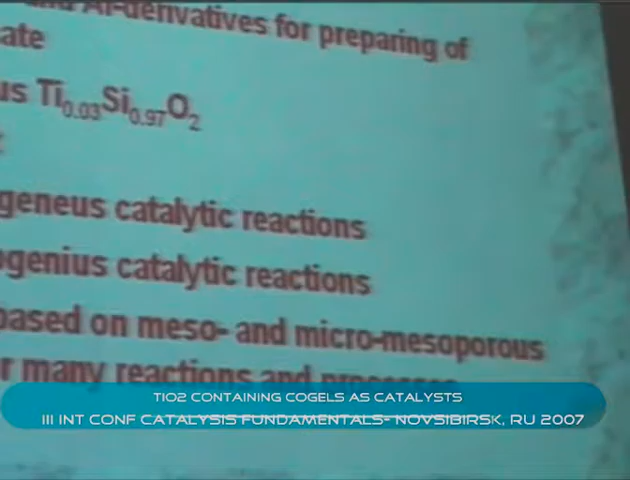 and Al-derivatives for preparing of
ate
us Ti0.03Si0.97O2
geneus catalytic reactions
ogenius catalytic reactions
based on meso- and micro-mesoporous
r many reactions and processes
TIO2 CONTAINING COGELS AS CATALYSTS
III INT CONF CATALYSIS FUNDAMENTALS- NOVSIBIRSK, RU 2007